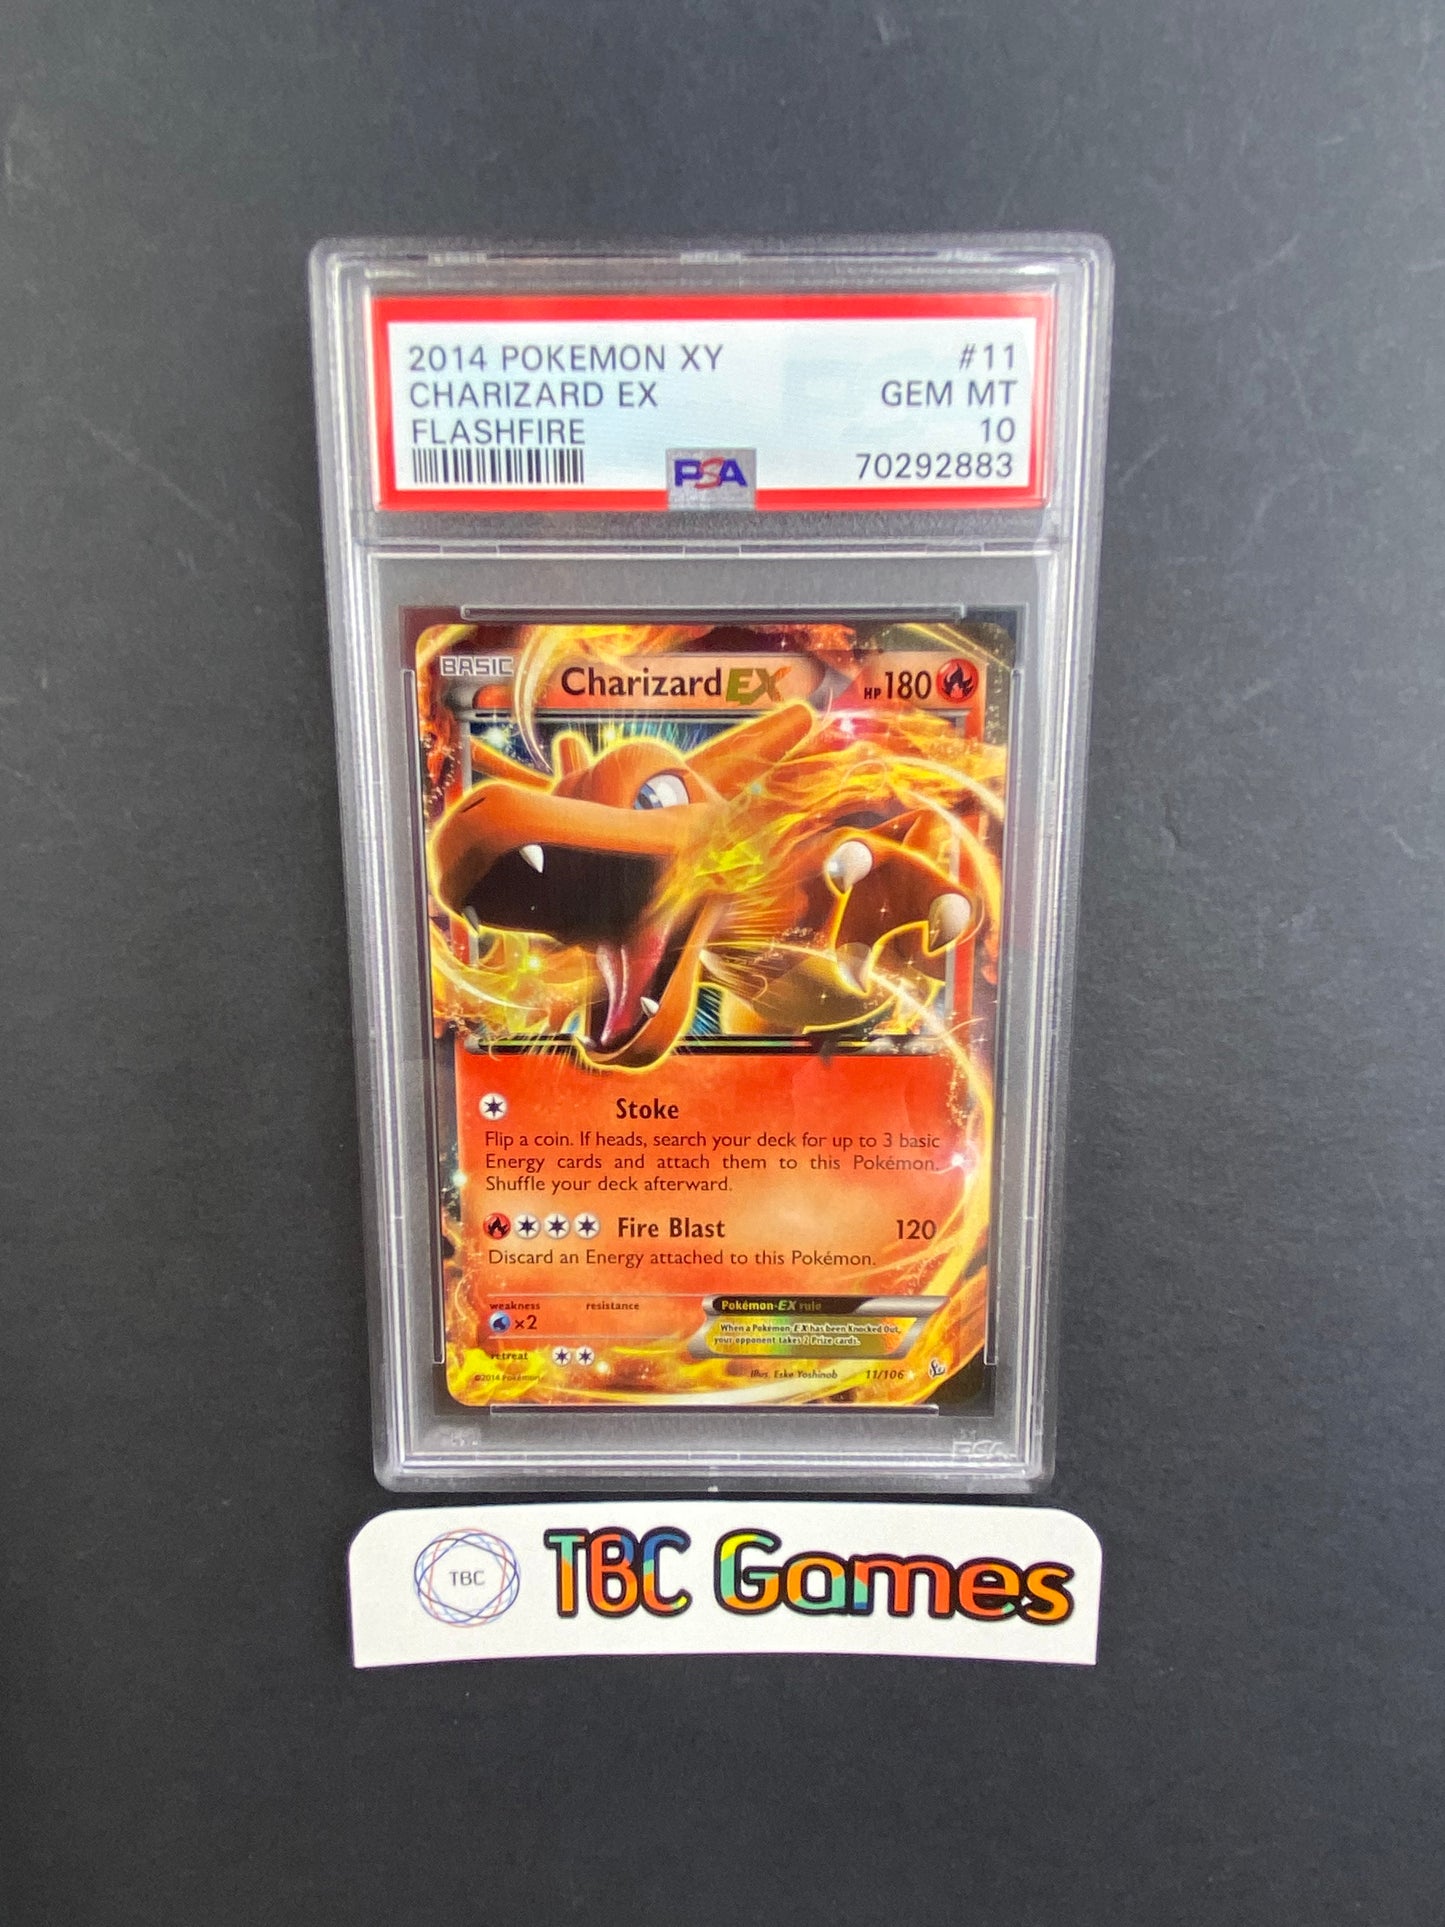 2014 POKEMON XY #11
CHARIZARD EX GEM MT
FLASHFIRE 10
PSA 70292883
BASIC Charizard EX HP180
Stoke
Flip a coin. If heads, search your deck for up to 3 basic
Energy cards and attach them to this Pokémon.
Shuffle your deck afterward.
Fire Blast 120
Discard an Energy attached to this Pokémon.
weakness resistance Pokémon-EX rule
×2 When a Pokémon-EX has been Knocked Out,
your opponent takes 2 Prize cards.
retreat
©2014 Pokémon Illus. Eske Yoshinob 11/106
TBC TBC Games